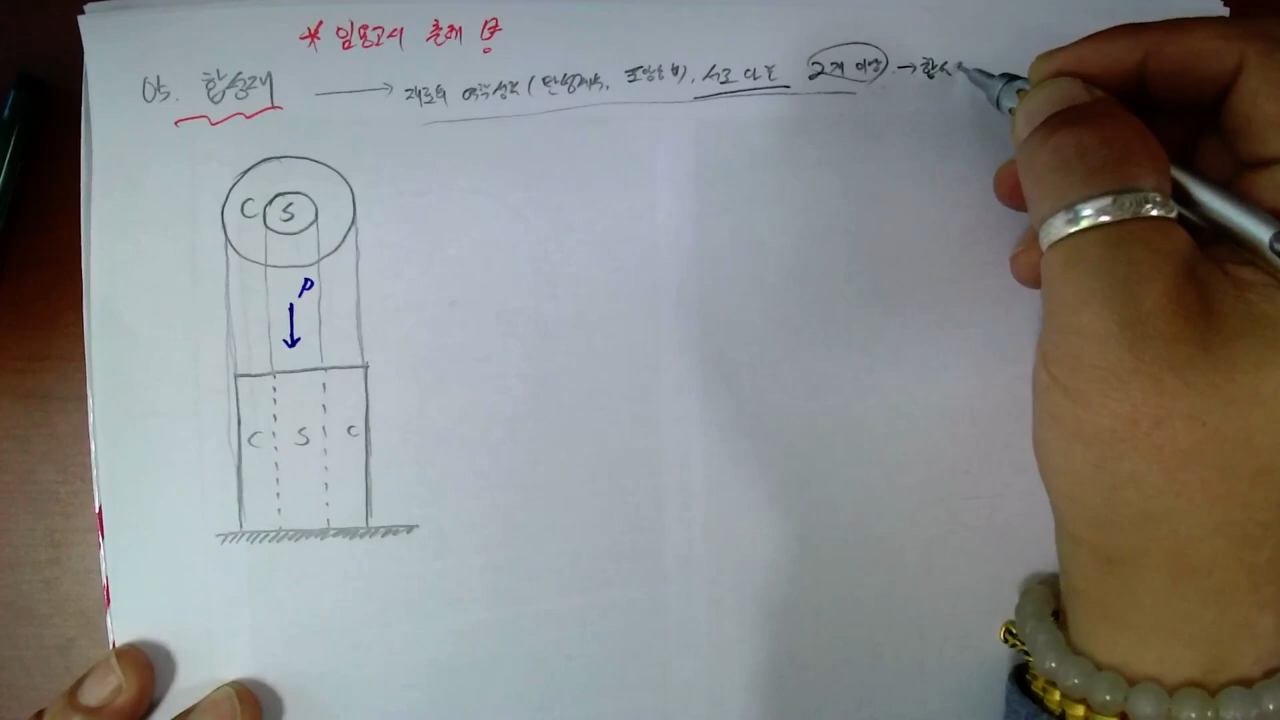 * 임용고시 출제!
05. 합성재 → 재료의 역학성질(탄성계수, 포아송비), 서로 다른 2개 이상. → 합성
C S
P
C S C